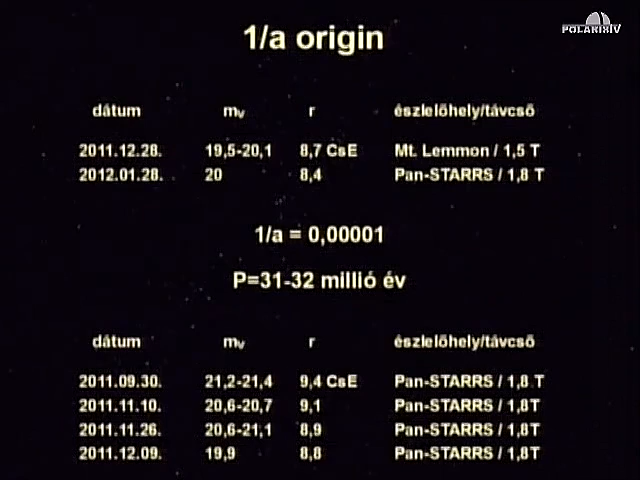 POLARIXTV
1/a origin
dátum mv r észlelőhely/távcső
2011.12.28. 19,5-20,1 8,7 CsE Mt. Lemmon / 1,5 T
2012.01.28. 20 8,4 Pan-STARRS / 1,8 T
1/a = 0,00001
P=31-32 millió év
dátum mv r észlelőhely/távcső
2011.09.30. 21,2-21,4 9,4 CsE Pan-STARRS / 1,8 T
2011.11.10. 20,6-20,7 9,1 Pan-STARRS / 1,8T
2011.11.26. 20,6-21,1 8,9 Pan-STARRS / 1,8T
2011.12.09. 19,9 8,8 Pan-STARRS / 1,8T